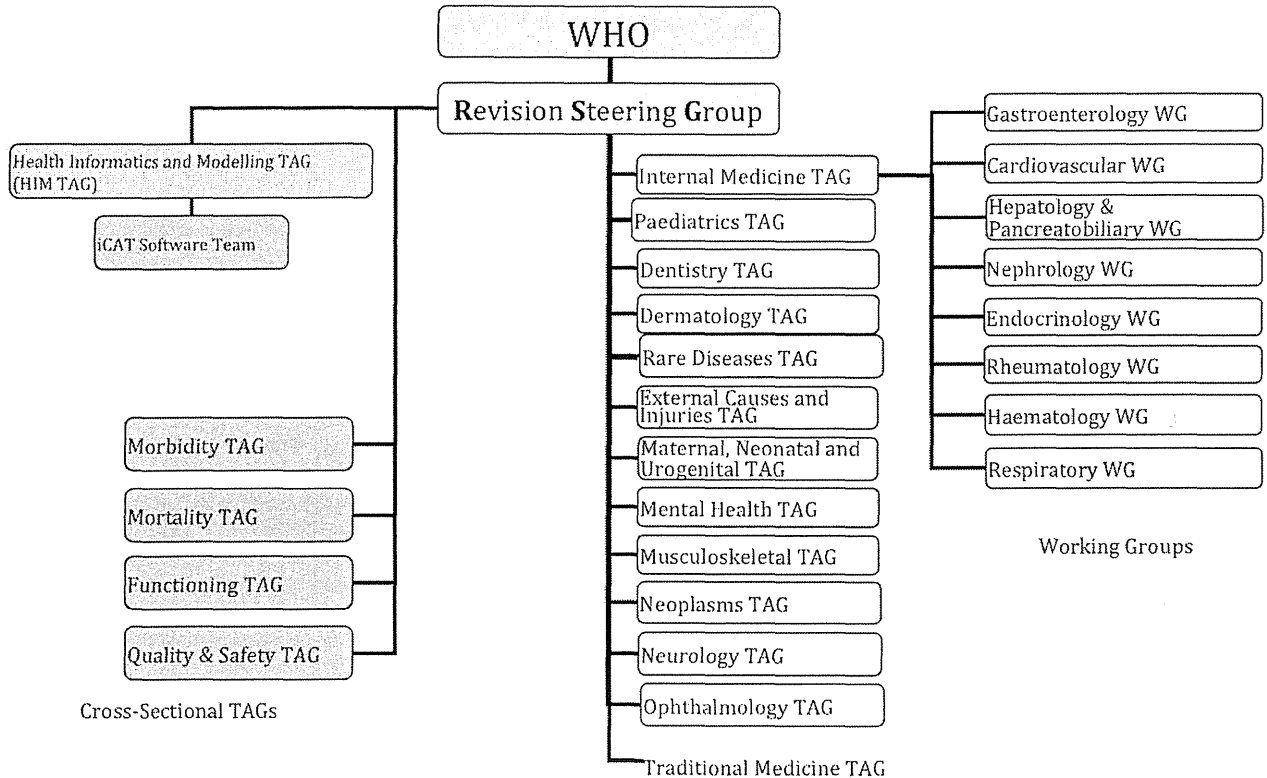 WHO
Revision Steering Group
Health Informatics and Modelling TAG
(HIM TAG)
iCAT Software Team
Morbidity TAG
Mortality TAG
Functioning TAG
Quality & Safety TAG
Cross-Sectional TAGs
Internal Medicine TAG
Paediatrics TAG
Dentistry TAG
Dermatology TAG
Rare Diseases TAG
External Causes and
Injuries TAG
Maternal, Neonatal and
Urogenital TAG
Mental Health TAG
Musculoskeletal TAG
Neoplasms TAG
Neurology TAG
Ophthalmology TAG
Traditional Medicine TAG
Gastroenterology WG
Cardiovascular WG
Hepatology &
Pancreatobiliary WG
Nephrology WG
Endocrinology WG
Rheumatology WG
Haematology WG
Respiratory WG
Working Groups